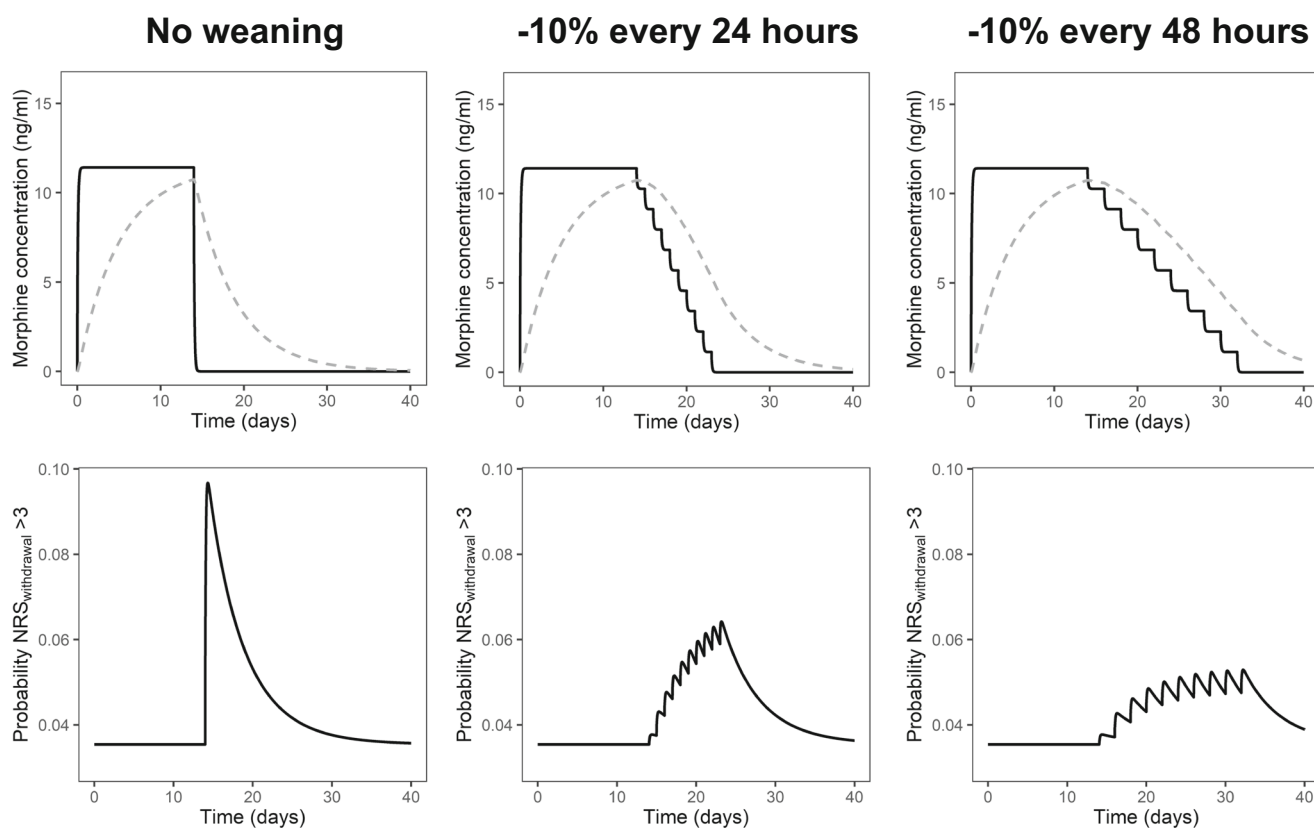 No weaning
-10% every 24 hours
-10% every 48 hours
Morphine concentration (ng/ml)
15
10
5
0
0 10 20 30 40
Time (days)
Morphine concentration (ng/ml)
15
10
5
0
0 10 20 30 40
Time (days)
Morphine concentration (ng/ml)
15
10
5
0
0 10 20 30 40
Time (days)
Probability NRSwithdrawal >3
0.10
0.08
0.06
0.04
0 10 20 30 40
Time (days)
Probability NRSwithdrawal >3
0.10
0.08
0.06
0.04
0 10 20 30 40
Time (days)
Probability NRSwithdrawal >3
0.10
0.08
0.06
0.04
0 10 20 30 40
Time (days)